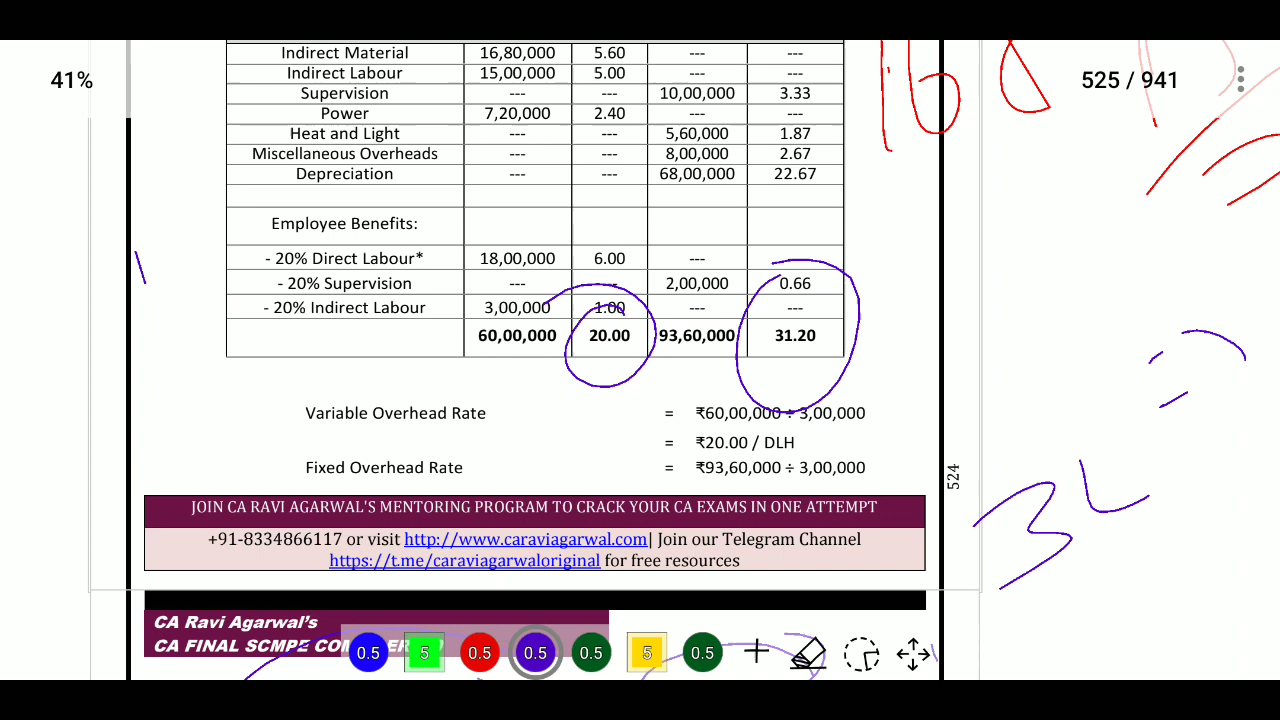 41%
525 / 941
Indirect Material 16,80,000 5.60 --- ---
Indirect Labour 15,00,000 5.00 --- ---
Supervision --- --- 10,00,000 3.33
Power 7,20,000 2.40 --- ---
Heat and Light --- --- 5,60,000 1.87
Miscellaneous Overheads --- --- 8,00,000 2.67
Depreciation --- --- 68,00,000 22.67
Employee Benefits:
- 20% Direct Labour* 18,00,000 6.00 ---
- 20% Supervision --- --- 2,00,000 0.66
- 20% Indirect Labour 3,00,000 1.00 --- ---
60,00,000 20.00 93,60,000 31.20
Variable Overhead Rate = ₹60,00,000 ÷ 3,00,000
= ₹20.00 / DLH
Fixed Overhead Rate = ₹93,60,000 ÷ 3,00,000
524
JOIN CA RAVI AGARWAL'S MENTORING PROGRAM TO CRACK YOUR CA EXAMS IN ONE ATTEMPT
+91-8334866117 or visit http://www.caraviagarwal.com| Join our Telegram Channel
https://t.me/caraviagarwaloriginal for free resources
CA Ravi Agarwal's
CA FINAL SCMPE
0.5 5 0.5 0.5 0.5 5 0.5